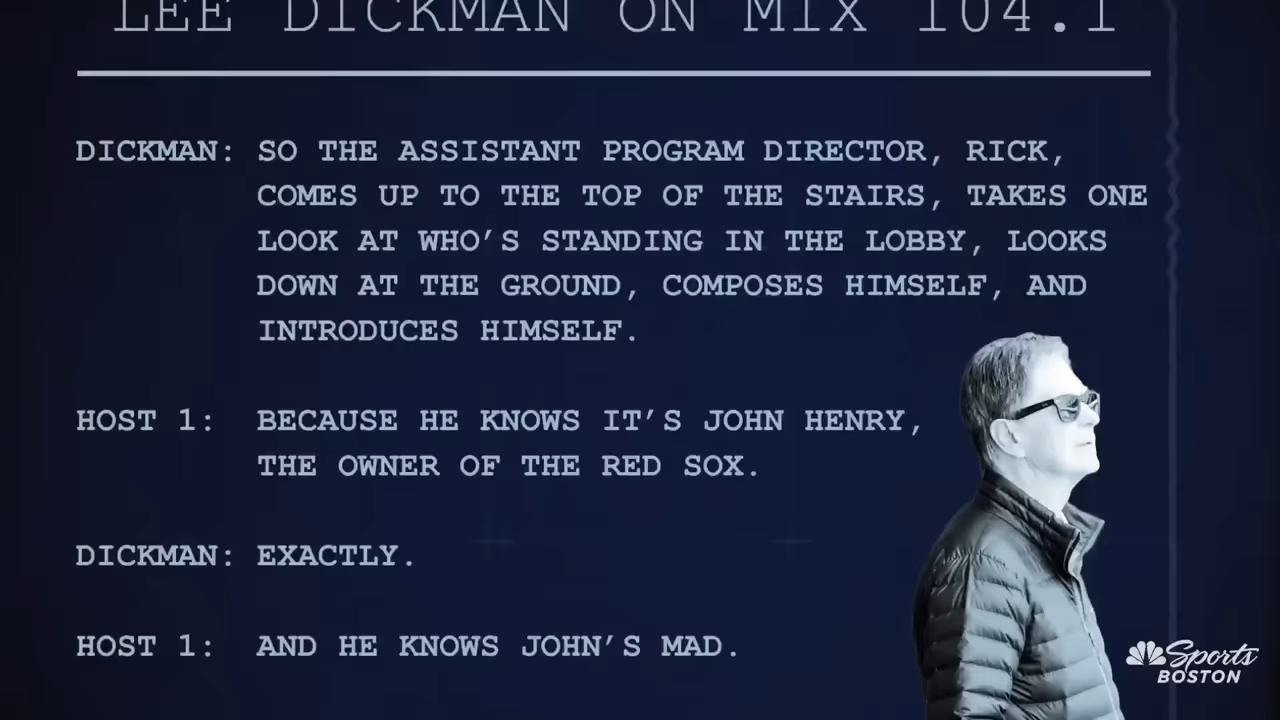 LEE DICKMAN ON MIX 104.1
DICKMAN: SO THE ASSISTANT PROGRAM DIRECTOR, RICK,
COMES UP TO THE TOP OF THE STAIRS, TAKES ONE
LOOK AT WHO’S STANDING IN THE LOBBY, LOOKS
DOWN AT THE GROUND, COMPOSES HIMSELF, AND
INTRODUCES HIMSELF.
HOST 1: BECAUSE HE KNOWS IT’S JOHN HENRY,
THE OWNER OF THE RED SOX.
DICKMAN: EXACTLY.
HOST 1: AND HE KNOWS JOHN’S MAD.
Sports
BOSTON